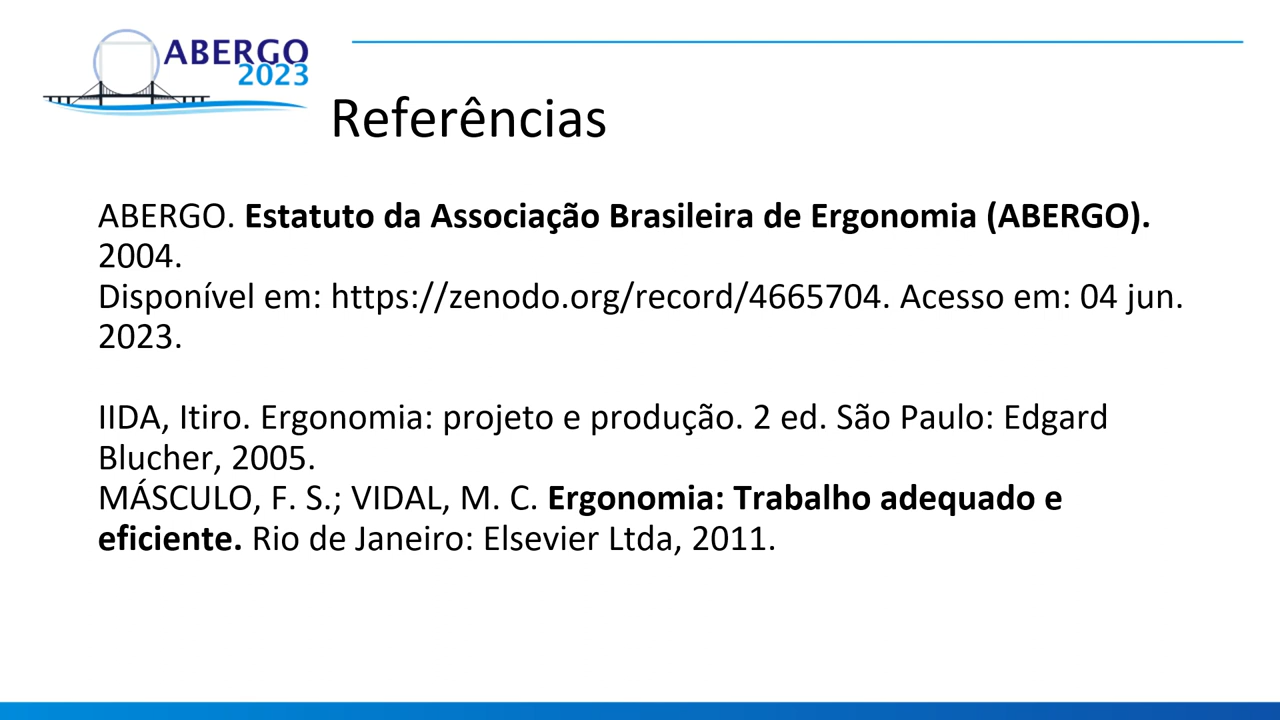 ABERGO
2023
Referências
ABERGO. Estatuto da Associação Brasileira de Ergonomia (ABERGO).
2004.
Disponível em: https://zenodo.org/record/4665704. Acesso em: 04 jun.
2023.
IIDA, Itiro. Ergonomia: projeto e produção. 2 ed. São Paulo: Edgard
Blucher, 2005.
MÁSCULO, F. S.; VIDAL, M. C. Ergonomia: Trabalho adequado e
eficiente. Rio de Janeiro: Elsevier Ltda, 2011.